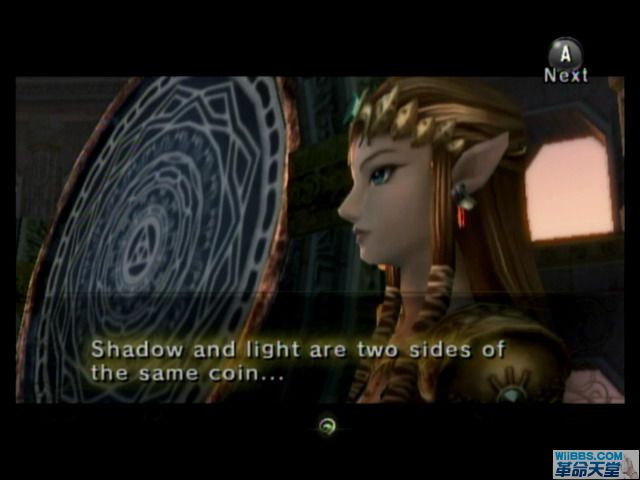 A
Next
Shadow and light are two sides of
the same coin...
WiiBBS.COM
革命天堂